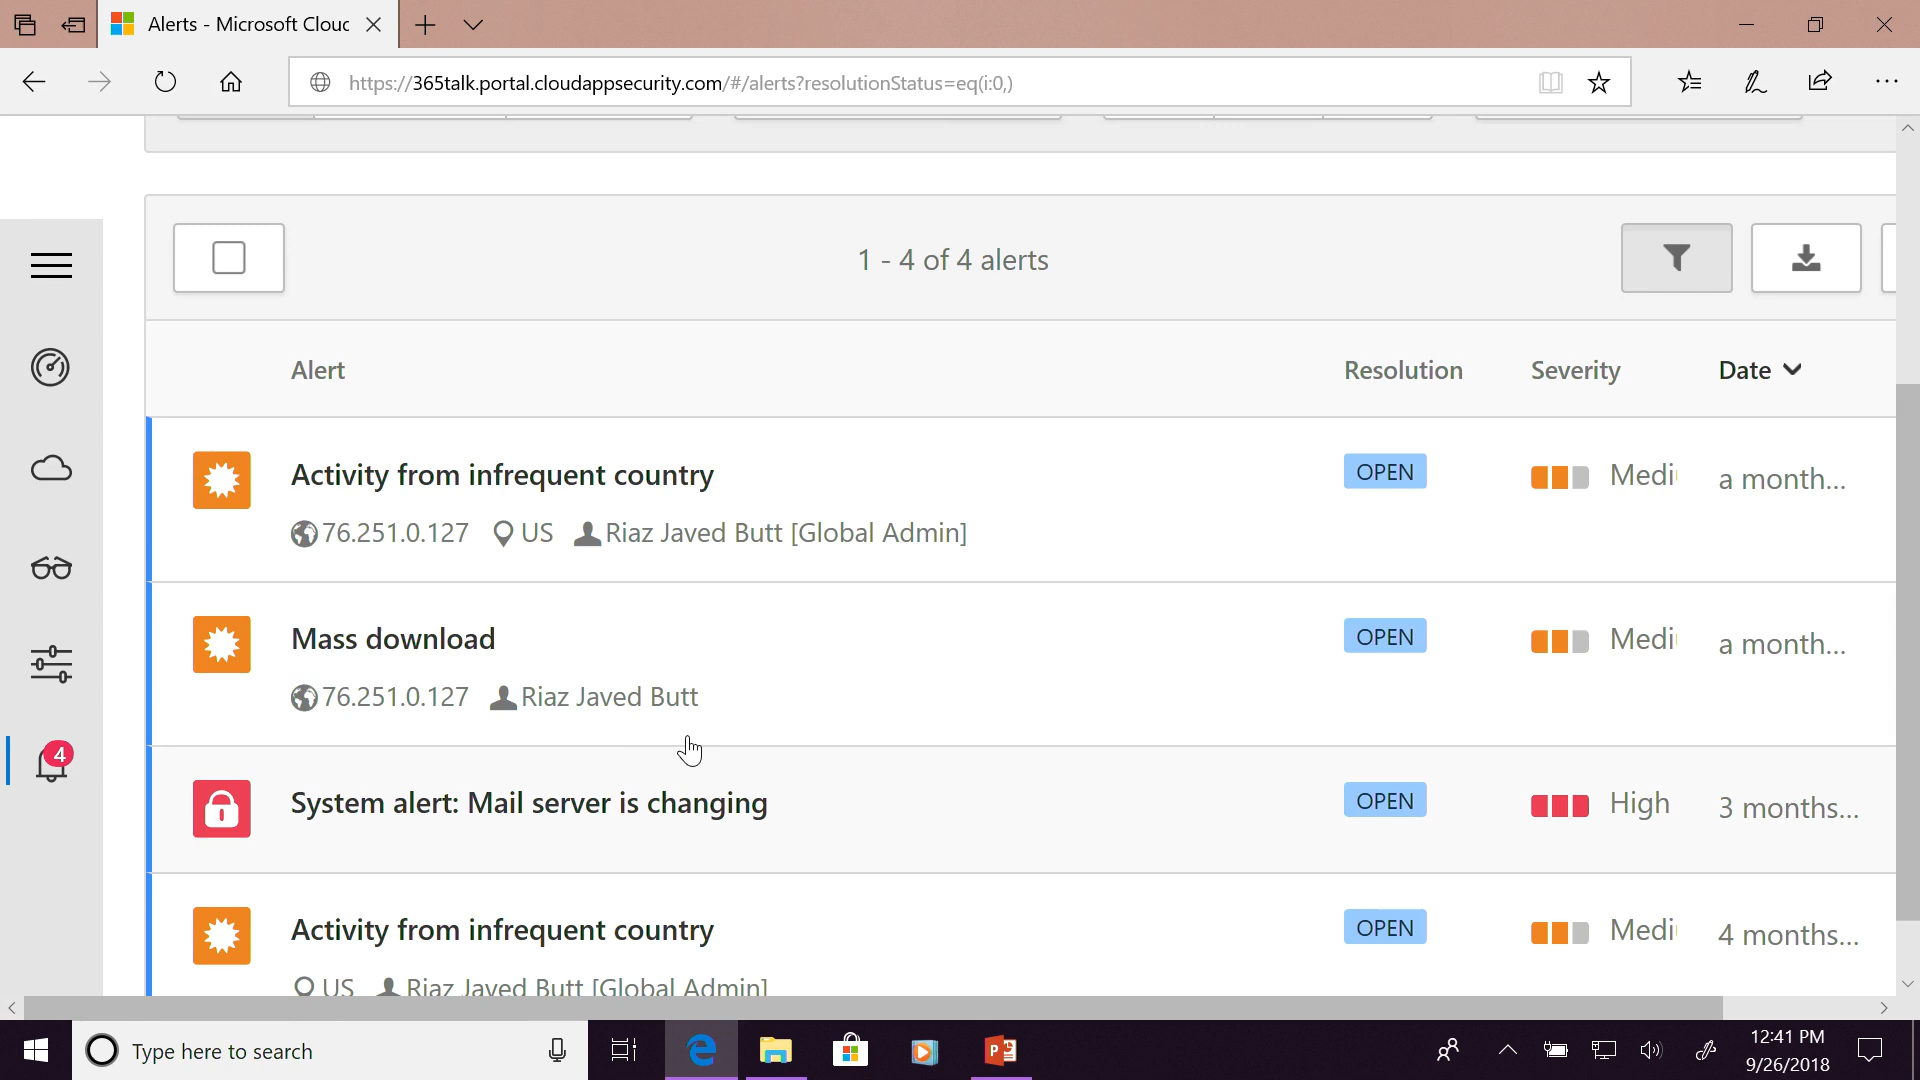 Alerts - Microsoft Clouc
https://365talk.portal.cloudappsecurity.com/#/alerts?resolutionStatus=eq(i:0,)
1 - 4 of 4 alerts
Alert Resolution Severity Date
Activity from infrequent country OPEN Medi a month...
76.251.0.127 US Riaz Javed Butt [Global Admin]
Mass download OPEN Medi a month...
76.251.0.127 Riaz Javed Butt
4
System alert: Mail server is changing OPEN High 3 months...
Activity from infrequent country OPEN Medi 4 months...
US Riaz Javed Butt [Global Admin]
Type here to search
12:41 PM
9/26/2018